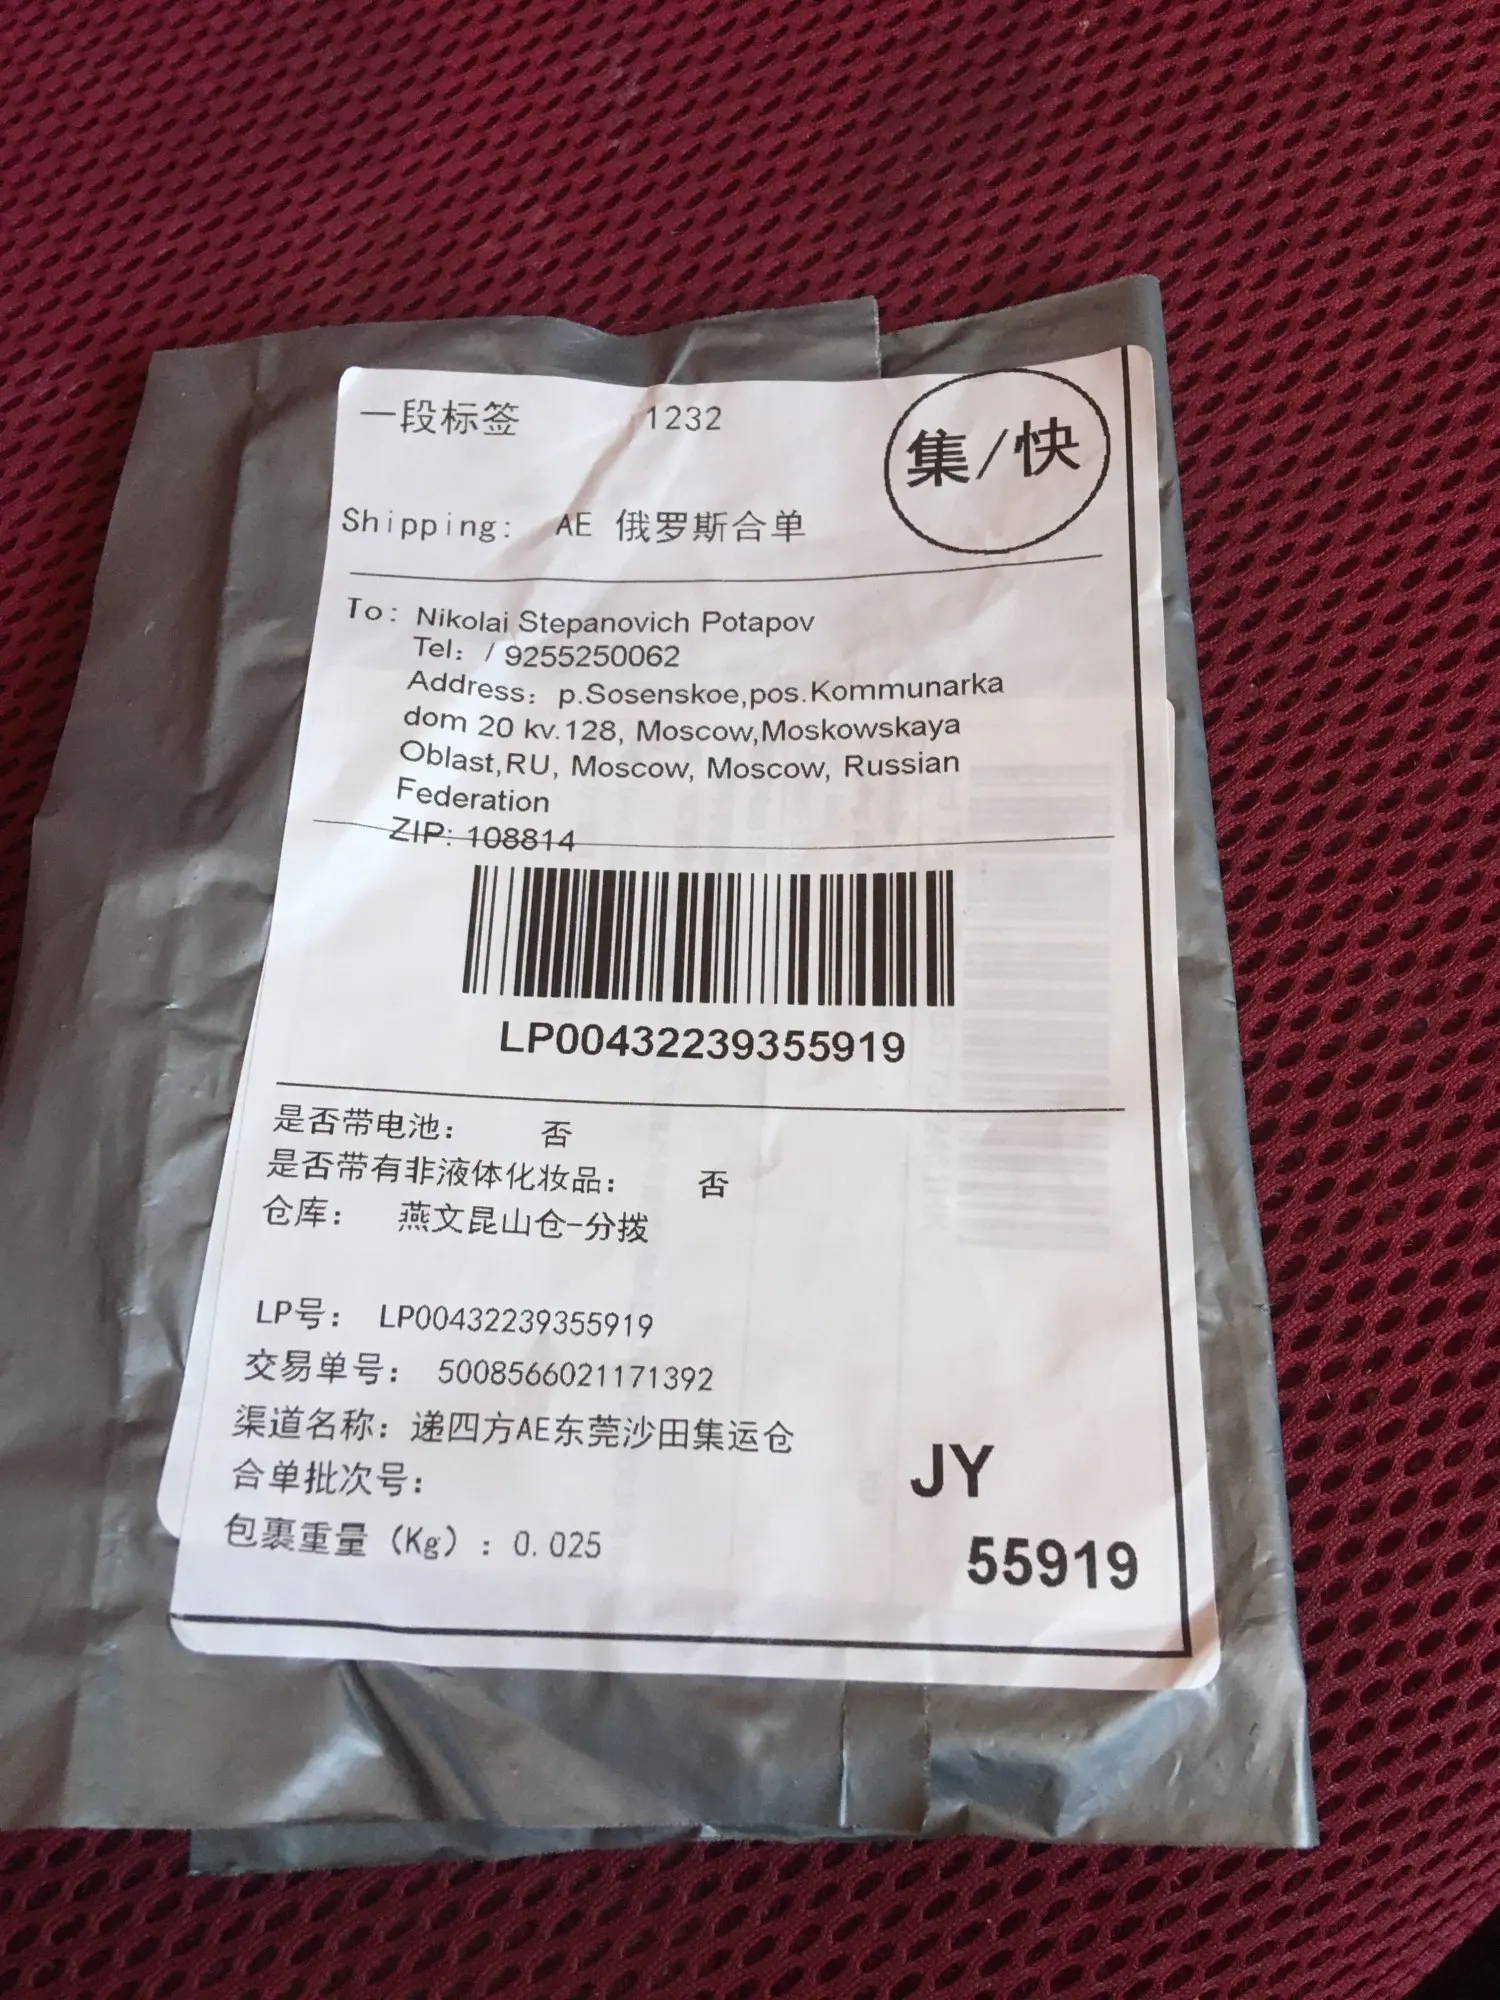 一段标签 1232
集/快
Shipping: AE 俄罗斯合单
To: Nikolai Stepanovich Potapov
Tel: / 9255250062
Address: p.Sosenskoe,pos.Kommunarka
dom 20 kv.128, Moscow,Moskowskaya
Oblast,RU, Moscow, Moscow, Russian
Federation
ZIP: 108814
LP00432239355919
是否带电池: 否
是否带有非液体化妆品: 否
仓库: 燕文昆山仓-分拨
LP号: LP00432239355919
交易单号: 5008566021171392
渠道名称: 递四方AE东莞沙田集运仓
合单批次号:
包裹重量 (Kg) : 0.025
JY
55919